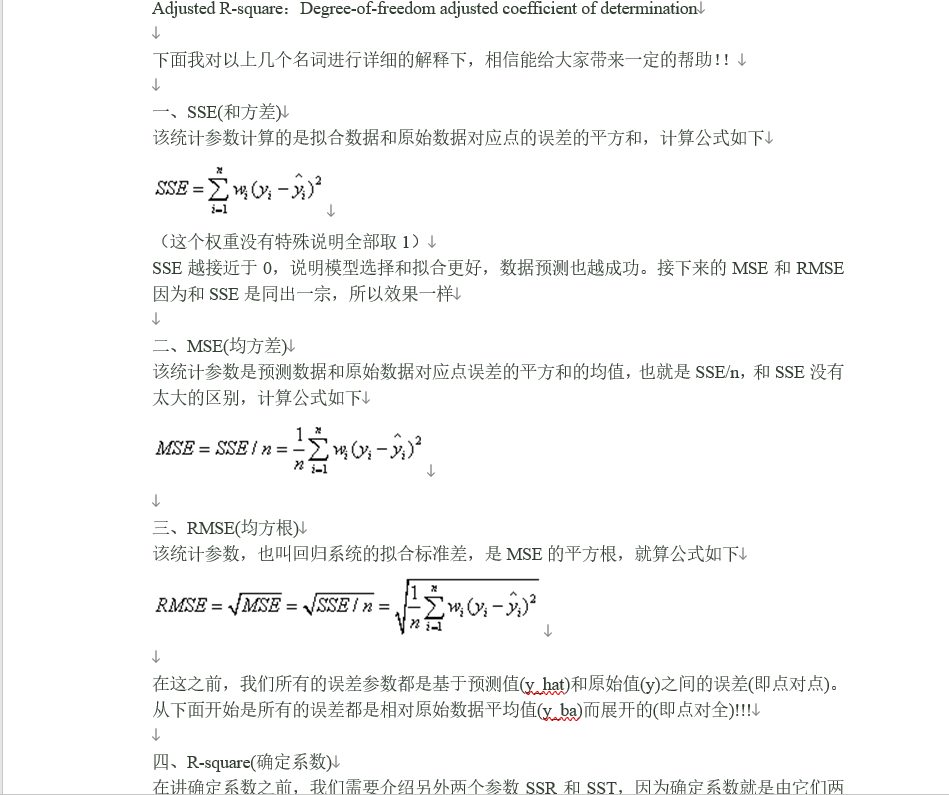 Adjusted R-square：Degree-of-freedom adjusted coefficient of determination↓
↓
下面我对以上几个名词进行详细的解释下，相信能给大家带来一定的帮助!！↓
↓
一、SSE(和方差)↓
该统计参数计算的是拟合数据和原始数据对应点的误差的平方和，计算公式如下↓
SSE = ∑_{i=1}^{n} w_i(y_i − ŷ_i)² ↓
（这个权重没有特殊说明全部取 1）↓
SSE 越接近于 0，说明模型选择和拟合更好，数据预测也越成功。接下来的 MSE 和 RMSE
因为和 SSE 是同出一宗，所以效果一样↓
↓
二、MSE(均方差)↓
该统计参数是预测数据和原始数据对应点误差的平方和的均值，也就是 SSE/n，和 SSE 没有
太大的区别，计算公式如下↓
MSE = SSE / n = 1/n ∑_{i=1}^{n} w_i(y_i − ŷ_i)² ↓
↓
三、RMSE(均方根)↓
该统计参数，也叫回归系统的拟合标准差，是 MSE 的平方根，就算公式如下↓
RMSE = √MSE = √(SSE / n) = √(1/n ∑_{i=1}^{n} w_i(y_i − ŷ_i)²) ↓
↓
在这之前，我们所有的误差参数都是基于预测值(y_hat)和原始值(y)之间的误差(即点对点)。
从下面开始是所有的误差都是相对原始数据平均值(y_ba)而展开的(即点对全)!!!↓
↓
四、R-square(确定系数)↓
在讲确定系数之前，我们需要介绍另外两个参数 SSR 和 SST，因为确定系数就是由它们两